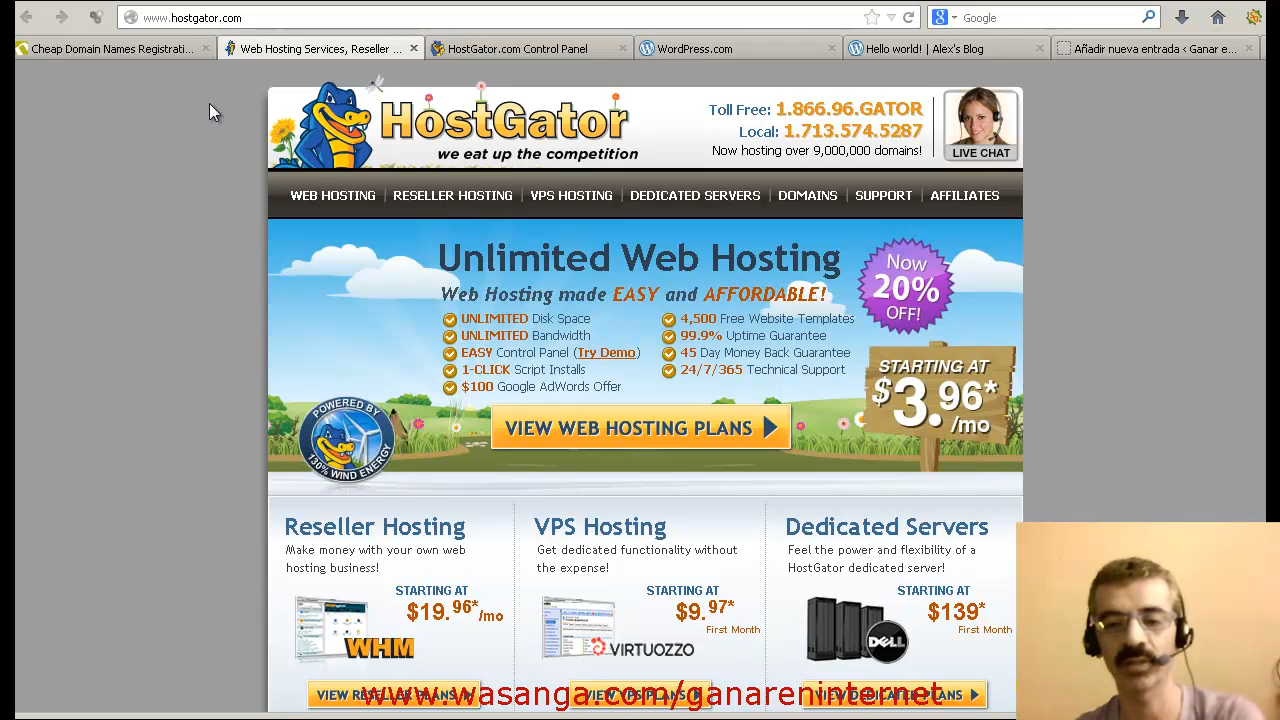 www.hostgator.com
Google
Cheap Domain Names Registrati...
Web Hosting Services, Reseller ...
HostGator.com Control Panel
WordPress.com
Hello world! | Alex's Blog
Añadir nueva entrada ‹ Ganar e...
HostGator
we eat up the competition
Toll Free: 1.866.96.GATOR
Local: 1.713.574.5287
Now hosting over 9,000,000 domains!
LIVE CHAT
WEB HOSTING
RESELLER HOSTING
VPS HOSTING
DEDICATED SERVERS
DOMAINS
SUPPORT
AFFILIATES
Unlimited Web Hosting
Web Hosting made EASY and AFFORDABLE!
UNLIMITED Disk Space
UNLIMITED Bandwidth
EASY Control Panel (Try Demo)
1-CLICK Script Installs
$100 Google AdWords Offer
4,500 Free Website Templates
99.9% Uptime Guarantee
45 Day Money Back Guarantee
24/7/365 Technical Support
Now
20%
OFF!
STARTING AT
$3.96*
/mo
VIEW WEB HOSTING PLANS
POWERED BY
130% WIND ENERGY
Reseller Hosting
Make money with your own web
hosting business!
STARTING AT
$19.96*/mo
WHM
VIEW RESELLER PLANS
VPS Hosting
Get dedicated functionality without
the expense!
STARTING AT
$9.97*
First Month
VIRTUOZZO
VIEW VPS PLANS
Dedicated Servers
Feel the power and flexibility of a
HostGator dedicated server!
STARTING AT
$139*
First Month
DELL
VIEW DEDICATED PLANS
www.wasanga.com/ganareninternet